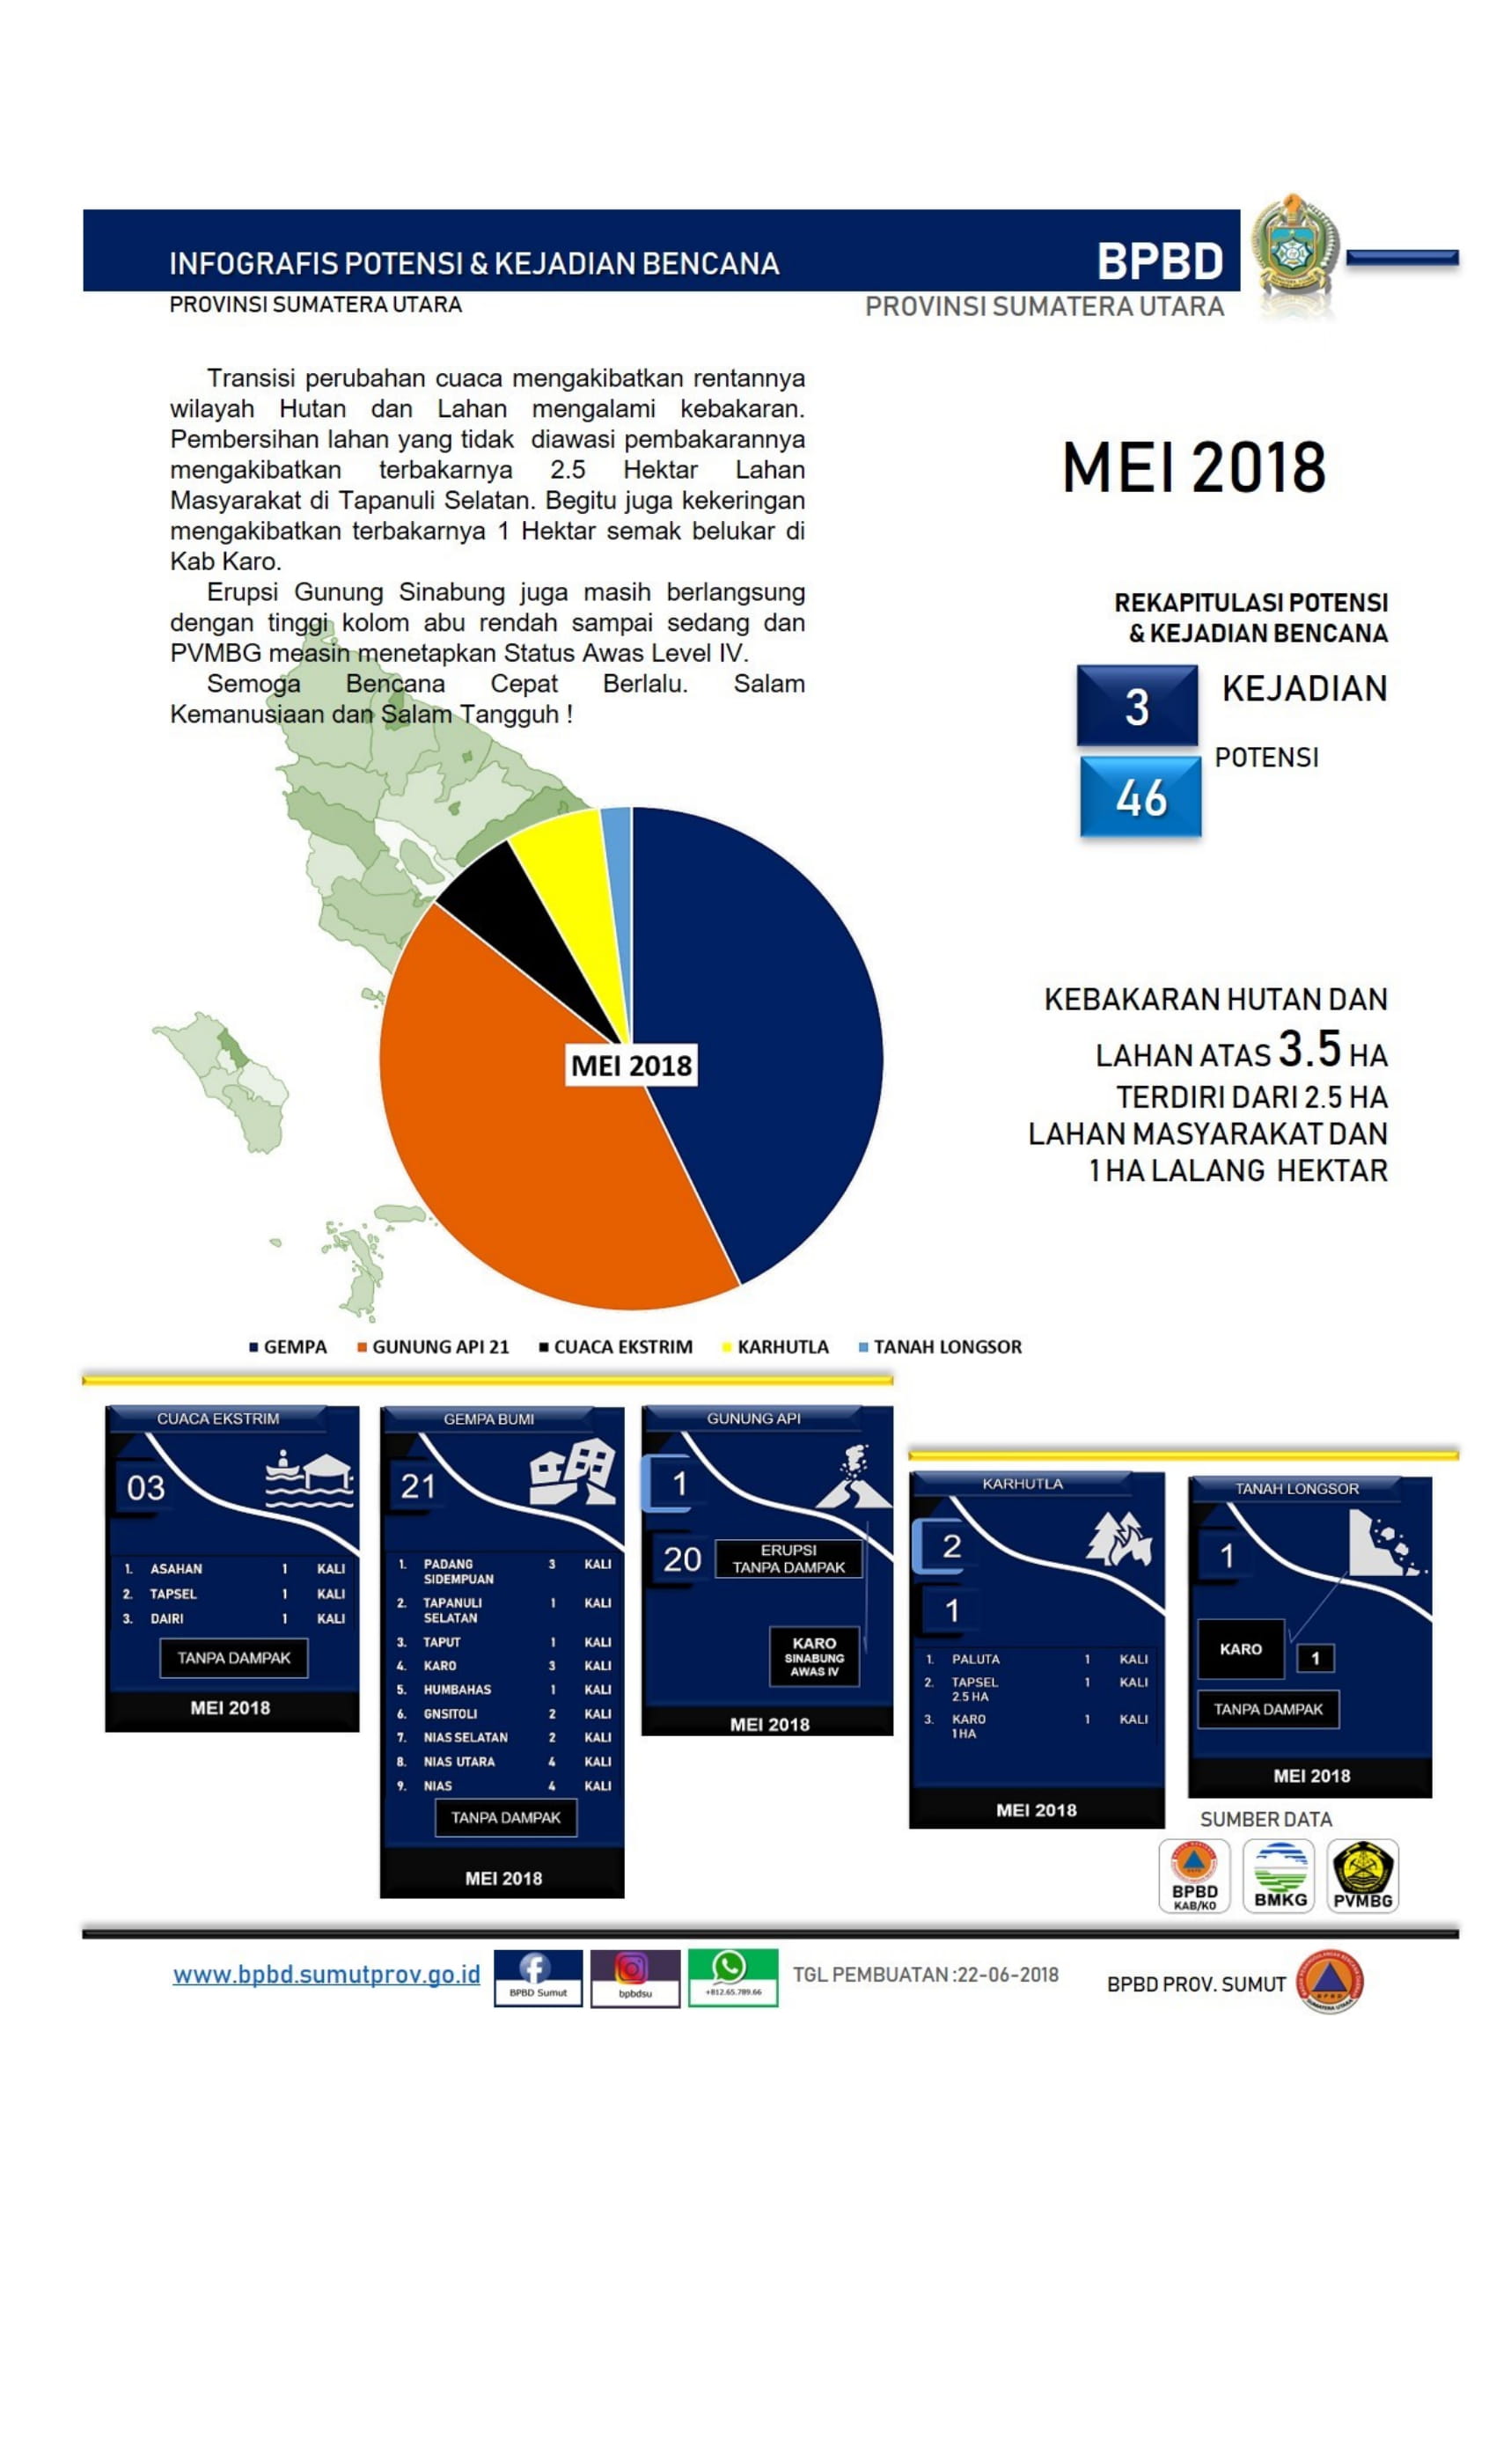 INFOGRAFIS POTENSI & KEJADIAN BENCANA
BPBD
PROVINSI SUMATERA UTARA
PROVINSI SUMATERA UTARA
Transisi perubahan cuaca mengakibatkan rentannya
wilayah Hutan dan Lahan mengalami kebakaran.
Pembersihan lahan yang tidak diawasi pembakarannya
mengakibatkan terbakarnya 2.5 Hektar Lahan
Masyarakat di Tapanuli Selatan. Begitu juga kekeringan
mengakibatkan terbakarnya 1 Hektar semak belukar di
Kab Karo.
Erupsi Gunung Sinabung juga masih berlangsung
dengan tinggi kolom abu rendah sampai sedang dan
PVMBG measin menetapkan Status Awas Level IV.
Semoga Bencana Cepat Berlalu. Salam
Kemanusiaan dan Salam Tangguh !
MEI 2018
REKAPITULASI POTENSI
& KEJADIAN BENCANA
3 KEJADIAN
46 POTENSI
KEBAKARAN HUTAN DAN
LAHAN ATAS 3.5 HA
TERDIRI DARI 2.5 HA
LAHAN MASYARAKAT DAN
1 HA LALANG HEKTAR
MEI 2018
GEMPA GUNUNG API 21 CUACA EKSTRIM KARHUTLA TANAH LONGSOR
CUACA EKSTRIM
03
1. ASAHAN 1 KALI
2. TAPSEL 1 KALI
3. DAIRI 1 KALI
TANPA DAMPAK
MEI 2018
GEMPA BUMI
21
1. PADANG SIDEMPUAN 3 KALI
2. TAPANULI SELATAN 1 KALI
3. TAPUT 1 KALI
4. KARO 3 KALI
5. HUMBAHAS 1 KALI
6. GNSITOLI 2 KALI
7. NIAS SELATAN 2 KALI
8. NIAS UTARA 4 KALI
9. NIAS 4 KALI
TANPA DAMPAK
MEI 2018
GUNUNG API
1
20
ERUPSI
TANPA DAMPAK
KARO
SINABUNG
AWAS IV
MEI 2018
KARHUTLA
2
1
1. PALUTA 1 KALI
2. TAPSEL 1 KALI
2.5 HA
3. KARO 1 KALI
1 HA
MEI 2018
TANAH LONGSOR
1
KARO 1
TANPA DAMPAK
MEI 2018
SUMBER DATA
BPBD
KAB/KO
BMKG
PVMBG
www.bpbd.sumutprov.go.id
BPBD Sumut
bpbdsu
+812.65.789.66
TGL PEMBUATAN :22-06-2018
BPBD PROV. SUMUT